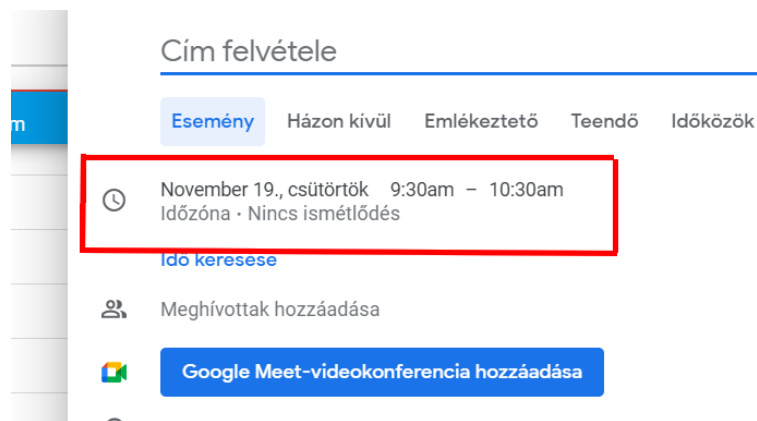 Cím felvétele
m
Esemény Házon kívül Emlékeztető Teendő Időközök
November 19., csütörtök 9:30am – 10:30am
Időzóna · Nincs ismétlődés
Idő keresése
Meghívottak hozzáadása
Google Meet-videokonferencia hozzáadása